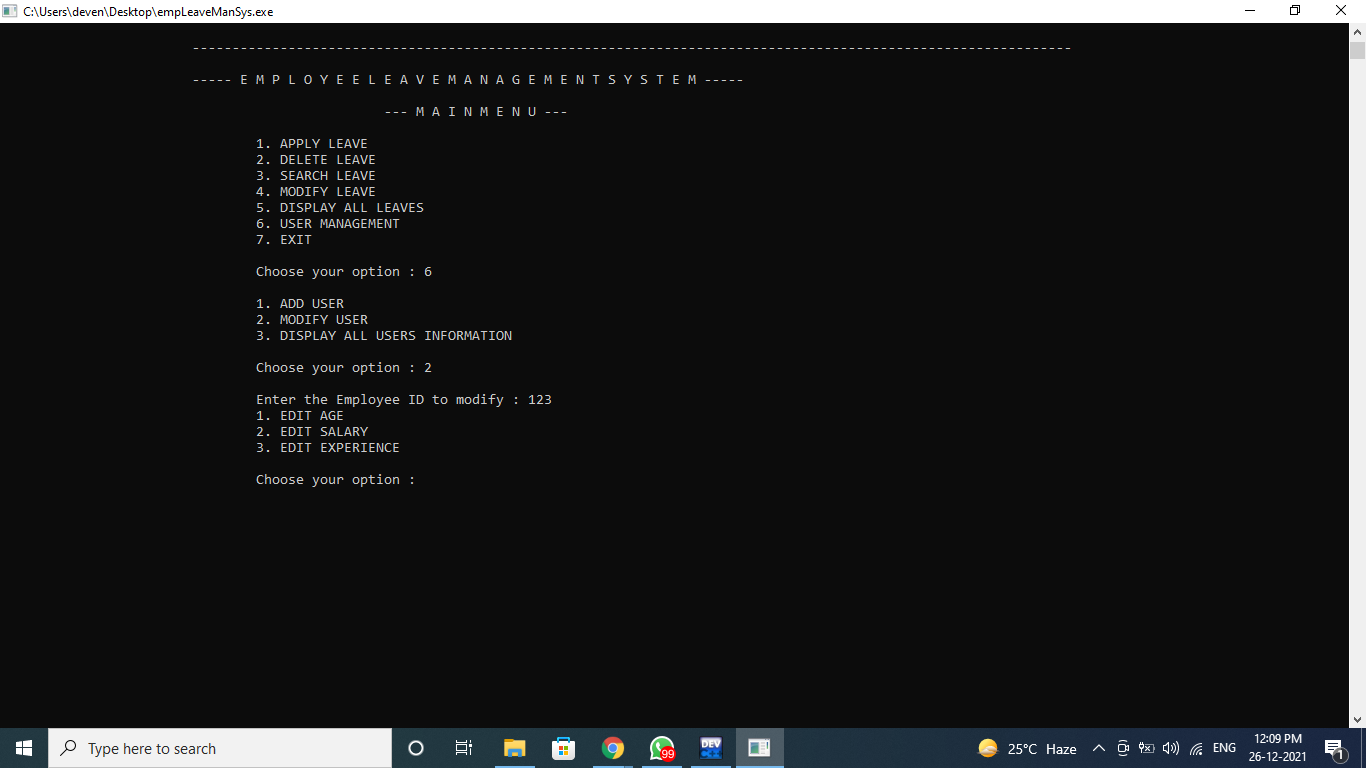 C:\Users\deven\Desktop\empLeaveManSys.exe
--------------------------------------------------------------------------------------------------------------
----- E M P L O Y E E L E A V E M A N A G E M E N T S Y S T E M -----
--- M A I N M E N U ---
1. APPLY LEAVE
2. DELETE LEAVE
3. SEARCH LEAVE
4. MODIFY LEAVE
5. DISPLAY ALL LEAVES
6. USER MANAGEMENT
7. EXIT
Choose your option : 6
1. ADD USER
2. MODIFY USER
3. DISPLAY ALL USERS INFORMATION
Choose your option : 2
Enter the Employee ID to modify : 123
1. EDIT AGE
2. EDIT SALARY
3. EDIT EXPERIENCE
Choose your option :
Type here to search
99
DEV
C++
25°C Haze
ENG
12:09 PM
26-12-2021
1